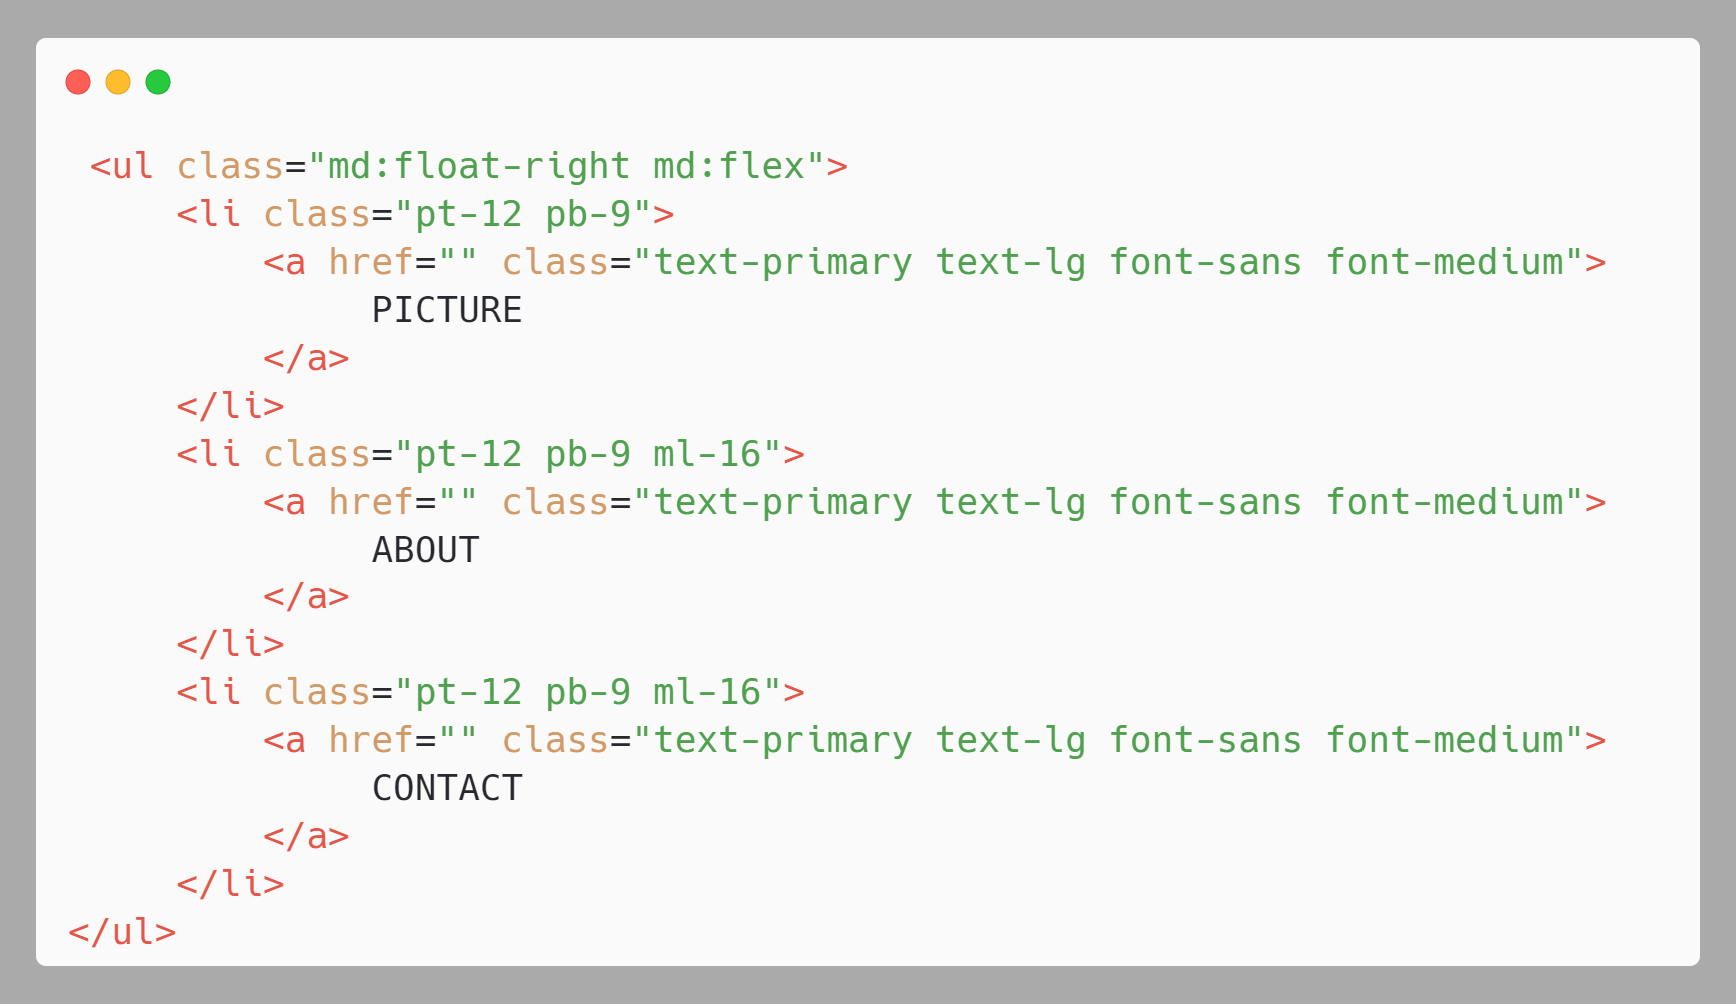 <ul class="md:float-right md:flex">
<li class="pt-12 pb-9">
<a href="" class="text-primary text-lg font-sans font-medium">
PICTURE
</a>
</li>
<li class="pt-12 pb-9 ml-16">
<a href="" class="text-primary text-lg font-sans font-medium">
ABOUT
</a>
</li>
<li class="pt-12 pb-9 ml-16">
<a href="" class="text-primary text-lg font-sans font-medium">
CONTACT
</a>
</li>
</ul>